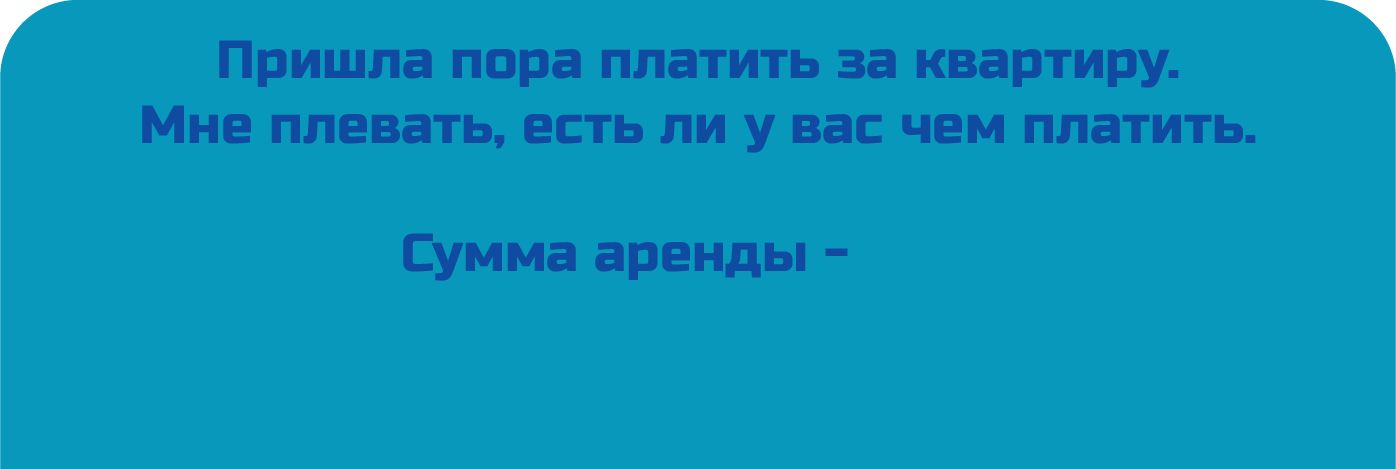 Пришла пора платить за квартиру.
Мне плевать, есть ли у вас чем платить.
Сумма аренды -